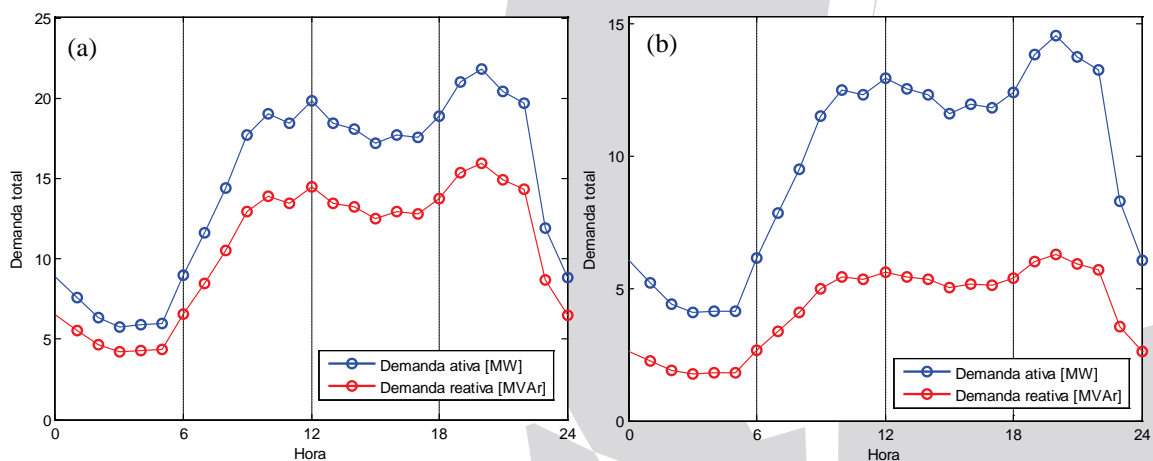 (a)
Demanda total
25
20
15
10
5
0
Demanda ativa [MW]
Demanda reativa [MVAr]
0 6 12 18 24
Hora
(b)
Demanda total
15
10
5
0
Demanda ativa [MW]
Demanda reativa [MVAr]
0 6 12 18 24
Hora